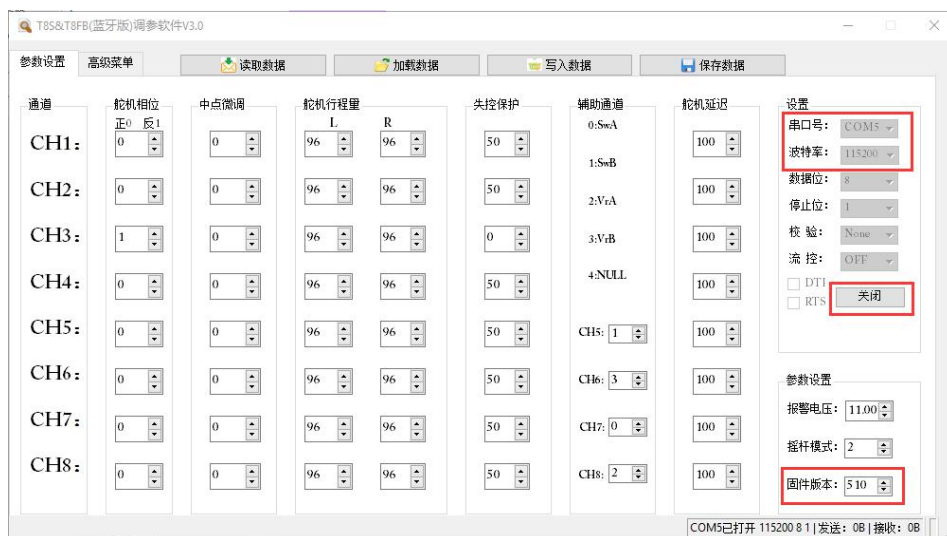 T8S&T8FB(蓝牙版)调参软件V3.0
参数设置 高级菜单 读取数据 加载数据 写入数据 保存数据
通道 舵机相位 中点微调 舵机行程量 失控保护 辅助通道 舵机延迟 设置
正0 反1 L R 0:SwA 串口号: COM5
CH1: 0 0 96 96 50 100
1:SwB 波特率: 115200
CH2: 0 0 96 96 50 100 数据位: 8
2:VrA 停止位: 1
CH3: 1 0 96 96 0 3:VrB 100 校 验: None
流 控: OFF
CH4: 0 0 96 96 50 4:NULL 100
RTS 关闭
CH5: 0 0 96 96 50 CH5: 1 100
CH6: 0 0 96 96 50 CH6: 3 100 参数设置
报警电压: 11.00
CH7: 0 0 96 96 50 CH7: 0 100
摇杆模式: 2
CH8: 0 0 96 96 50 CH8: 2 100
固件版本: 510
COM5已打开 115200 8 1 | 发送: 0B | 接收: 0B